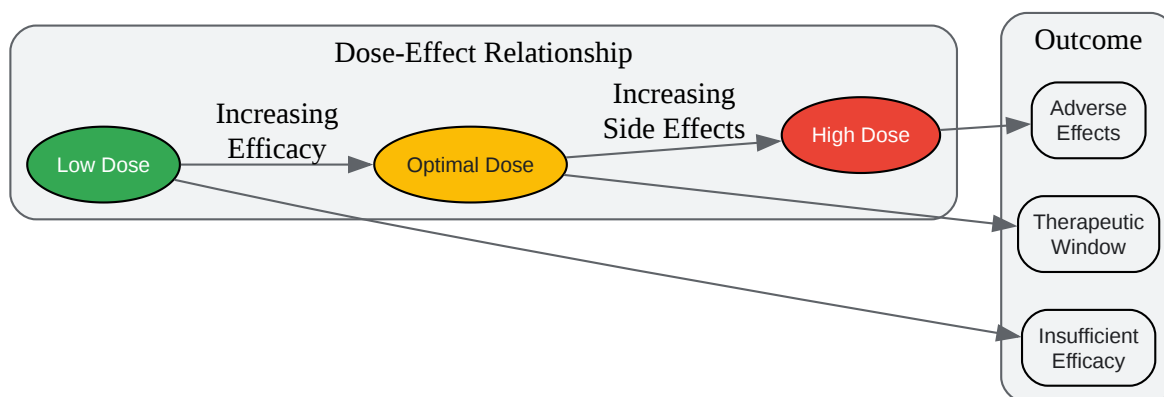 Dose-Effect Relationship
Outcome
Increasing
Efficacy
Increasing
Side Effects
Low Dose
Optimal Dose
High Dose
Adverse
Effects
Therapeutic
Window
Insufficient
Efficacy